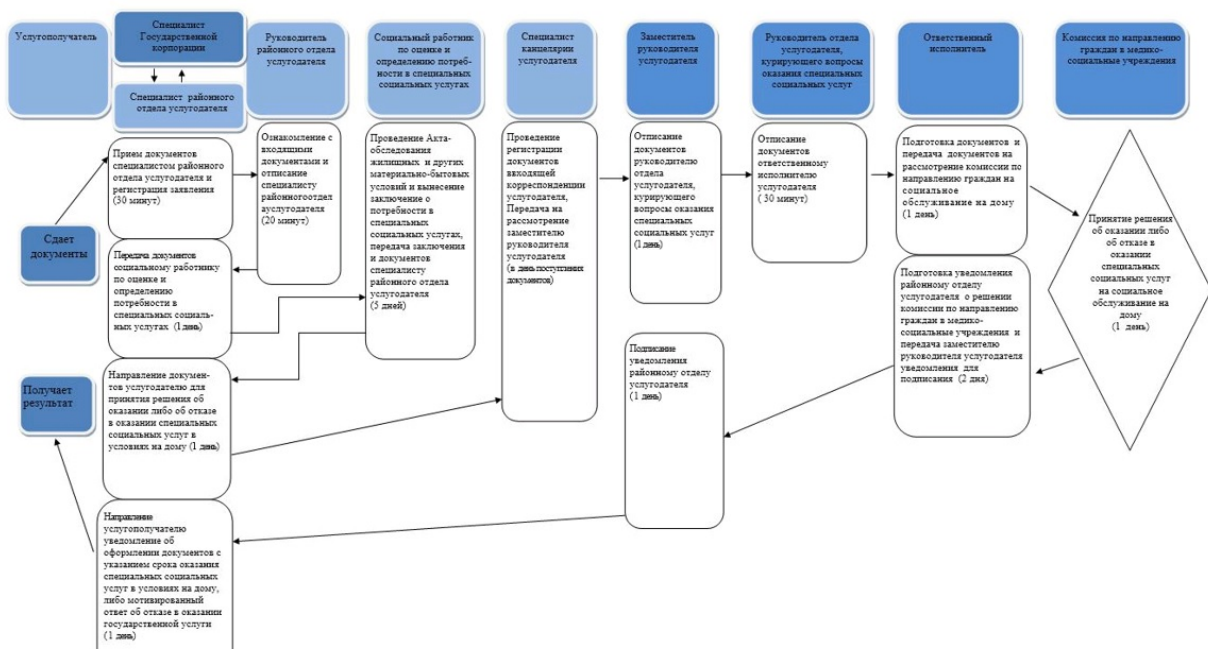 Услугополучатель
Специалист
Государственной
корпорации
Специалист районного
отдела услугодателя
Руководитель
районного отдела
услугодателя
Социальный работник
по оценке и
определению потребности
в специальных
социальных услугах
Специалист
канцелярии
услугодателя
Заместитель
руководителя
услугодателя
Руководитель отдела
услугодателя,
курирующего вопросы
оказания специальных
социальных услуг
Ответственный
исполнитель
Комиссия по направлению
граждан в медико-
социальные учреждения
Сдает
документы
Прием документов
специалистом районного
отдела услугодателя и
регистрация заявления
(30 минут)
Ознакомление с
входящими
документами и
отписание
специалисту
районногоотдел
ауслугодателя
(20 минут)
Передача документов
социальному работнику
по оценке и
определению
потребности в
специальных социаль-
ных услугах (1 день)
Проведение Акта-
обследования
жилищных и других
материально-бытовых
условий и вынесение
заключение о
потребности в
специальных
социальных услугах,
передача заключения
и документов
специалисту
районного отдела
услугодателя
(5 дней)
Направление докумен-
тов услугодателю для
принятия решения об
оказании либо об отказе
в оказании специальных
социальных услуг в
условиях на дому (1 день)
Проведение
регистрации
документов
входящей
корреспонденции
услугодателя,
Передача на
рассмотрение
заместителю
руководителя
услугодателя
(в день поступления
документов)
Отписание
документов
руководителю
отдела
услугодателя,
курирующего
вопросы оказания
специальных
социальных услуг
(1 день)
Отписание
документов
ответственному
исполнителю
услугодателя
( 30 минут)
Подготовка документов и
передача документов на
рассмотрение комиссии по
направлению граждан на
социальное
обслуживание на дому
(1 день)
Принятие решения
об оказании либо
об отказе в
оказании
специальных
социальных услуг
на социальное
обслуживание на
дому
(1 день)
Подготовка уведомления
районному отделу
услугодателя о решении
комиссии по направлению
граждан в медико-
социальные учреждения и
передача заместителю
руководителя услугодателя
уведомления для
подписания (2 дня)
Подписание
уведомления
районному отделу
услугодателя
(1 день)
Направление
услугополучателю
уведомление об
оформлении документов с
указанием срока оказания
специальных социальных
услуг в условиях на дому,
либо мотивированный
ответ об отказе в оказании
государственной услуги
(1 день)
Получает
результат